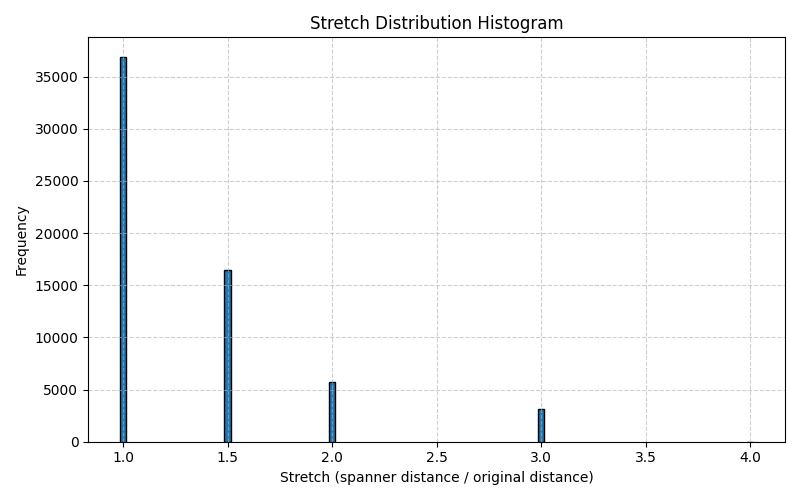 Stretch Distribution Histogram
Frequency
35000
30000
25000
20000
15000
10000
5000
0
1.0 1.5 2.0 2.5 3.0 3.5 4.0
Stretch (spanner distance / original distance)